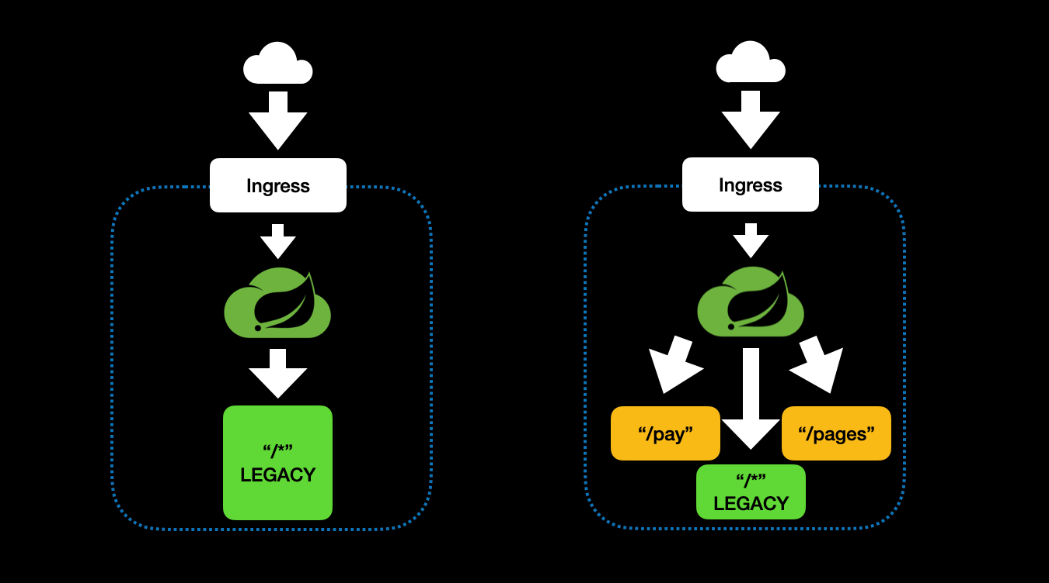 Ingress
“/*”
LEGACY
Ingress
“/pay”
“/pages”
“/*”
LEGACY